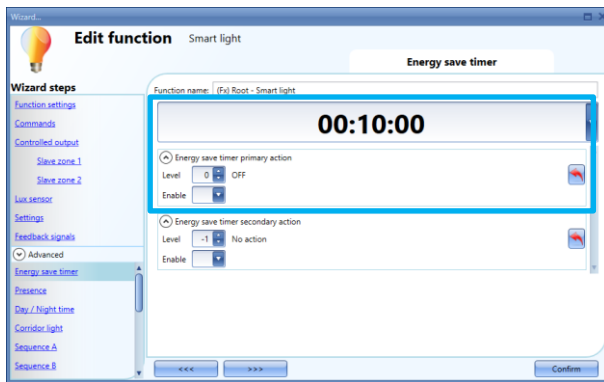 Wizard...
Edit function Smart light
Energy save timer
Wizard steps
Function settings
Commands
Controlled output
Slave zone 1
Slave zone 2
Lux sensor
Settings
Feedback signals
Advanced
Energy save timer
Presence
Day / Night time
Corridor light
Sequence A
Sequence B
Function name: (Fx) Root - Smart light
00:10:00
Energy save timer primary action
Level 0 OFF
Enable
Energy save timer secondary action
Level -1 No action
Enable
<<< >>> Confirm